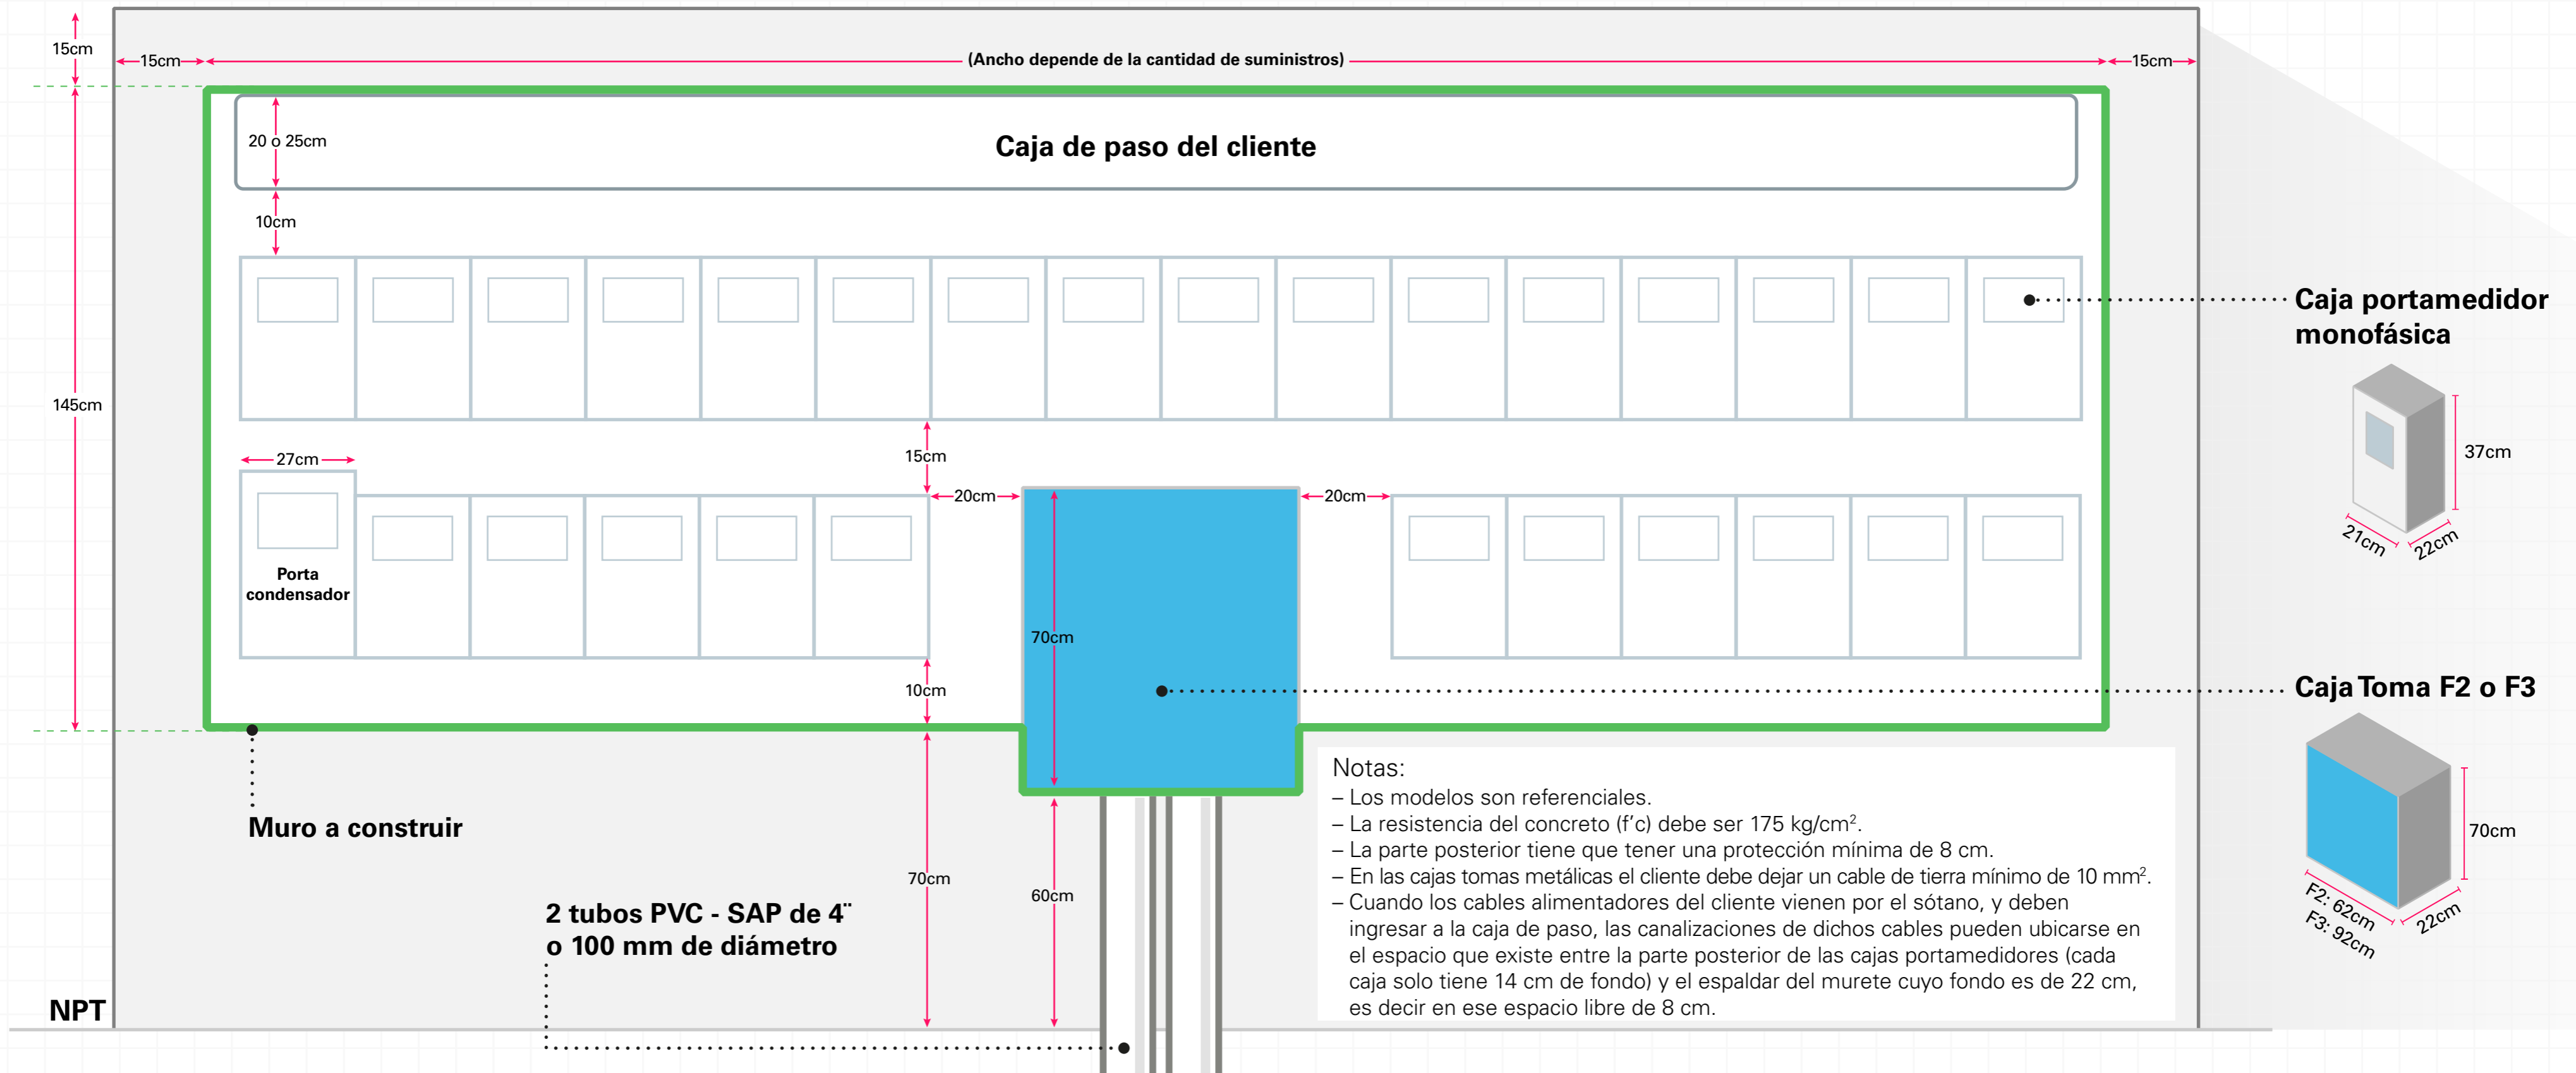 15cm
15cm
(Ancho depende de la cantidad de suministros)
15cm
20 o 25cm
Caja de paso del cliente
10cm
Caja portamedidor
monofásica
145cm
37cm
21cm
22cm
15cm
27cm
20cm
20cm
Porta
condensador
70cm
10cm
Caja Toma F2 o F3
70cm
F2: 62cm
F3: 92cm
22cm
Muro a construir
70cm
60cm
2 tubos PVC - SAP de 4¨
o 100 mm de diámetro
NPT
Notas:
– Los modelos son referenciales.
– La resistencia del concreto (f’c) debe ser 175 kg/cm².
– La parte posterior tiene que tener una protección mínima de 8 cm.
– En las cajas tomas metálicas el cliente debe dejar un cable de tierra mínimo de 10 mm².
– Cuando los cables alimentadores del cliente vienen por el sótano, y deben
ingresar a la caja de paso, las canalizaciones de dichos cables pueden ubicarse en
el espacio que existe entre la parte posterior de las cajas portamedidores (cada
caja solo tiene 14 cm de fondo) y el espaldar del murete cuyo fondo es de 22 cm,
es decir en ese espacio libre de 8 cm.